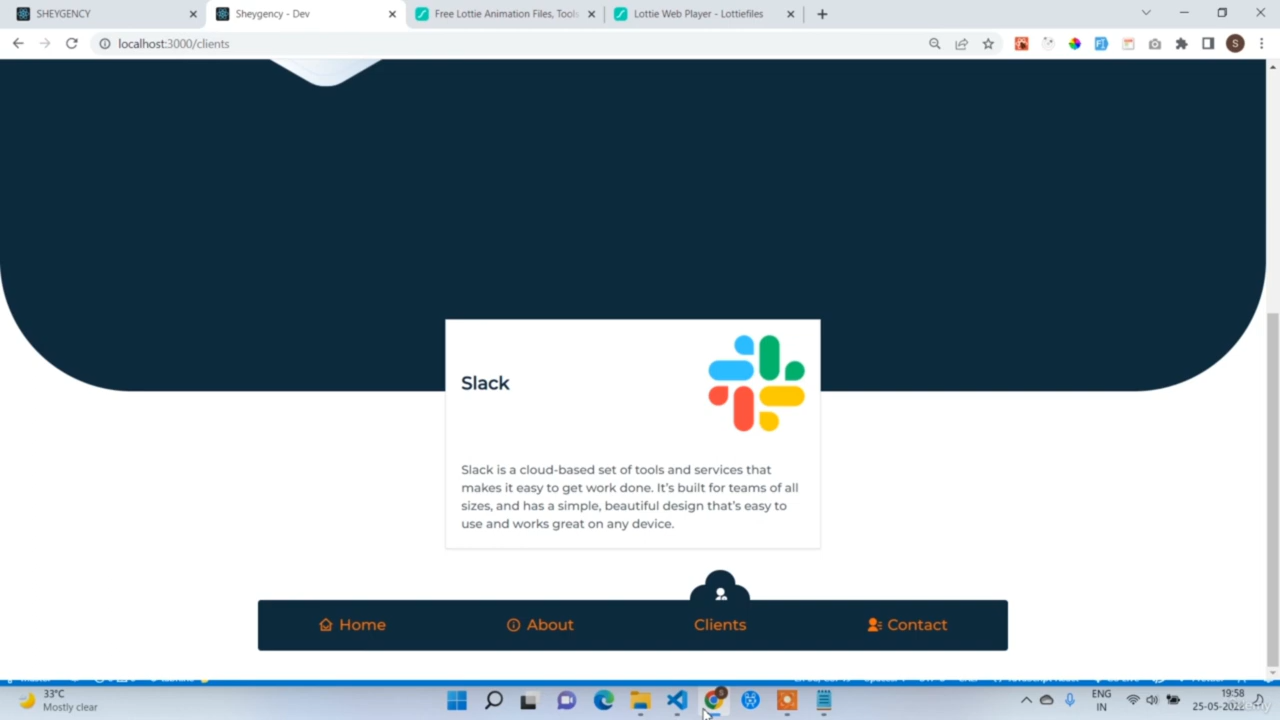 SHEYGENCY
Sheygency - Dev
Free Lottie Animation Files, Tools
Lottie Web Player - Lottiefiles
localhost:3000/clients
S
Slack
Slack is a cloud-based set of tools and services that
makes it easy to get work done. It's built for teams of all
sizes, and has a simple, beautiful design that's easy to
use and works great on any device.
Home
About
Clients
Contact
33°C
Mostly clear
ENG
IN
19:58
25-05-2022